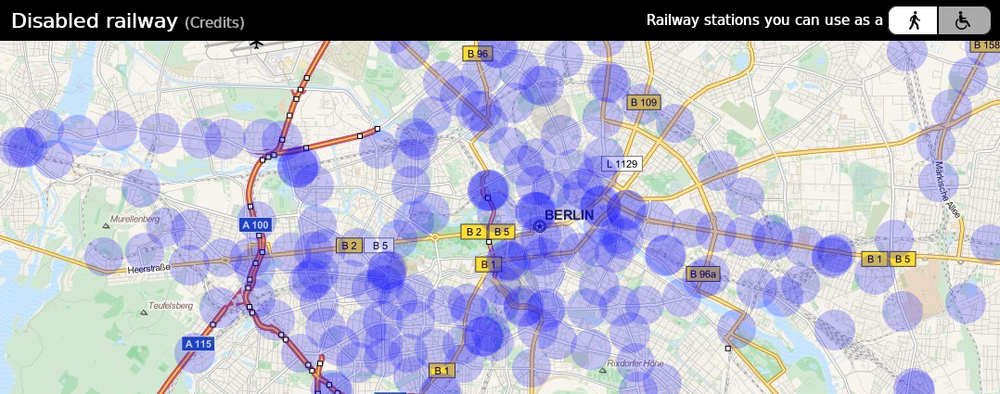 Disabled railway (Credits)
Railway stations you can use as a
B 96
B 158
B 109
L 1129
Märkische Allee
Murellenberg
A 100
BERLIN
B 2 B 5
B 2 B 5
Heerstraße
B 1
B 1 B 5
B 96a
Teufelsberg
A 115
Rixdorfer Höhe
B 1